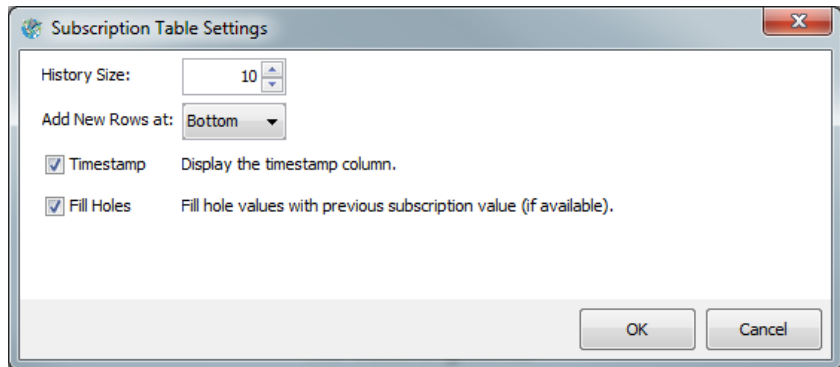 Subscription Table Settings
History Size: 10
Add New Rows at: Bottom
Timestamp Display the timestamp column.
Fill Holes Fill hole values with previous subscription value (if available).
OK Cancel